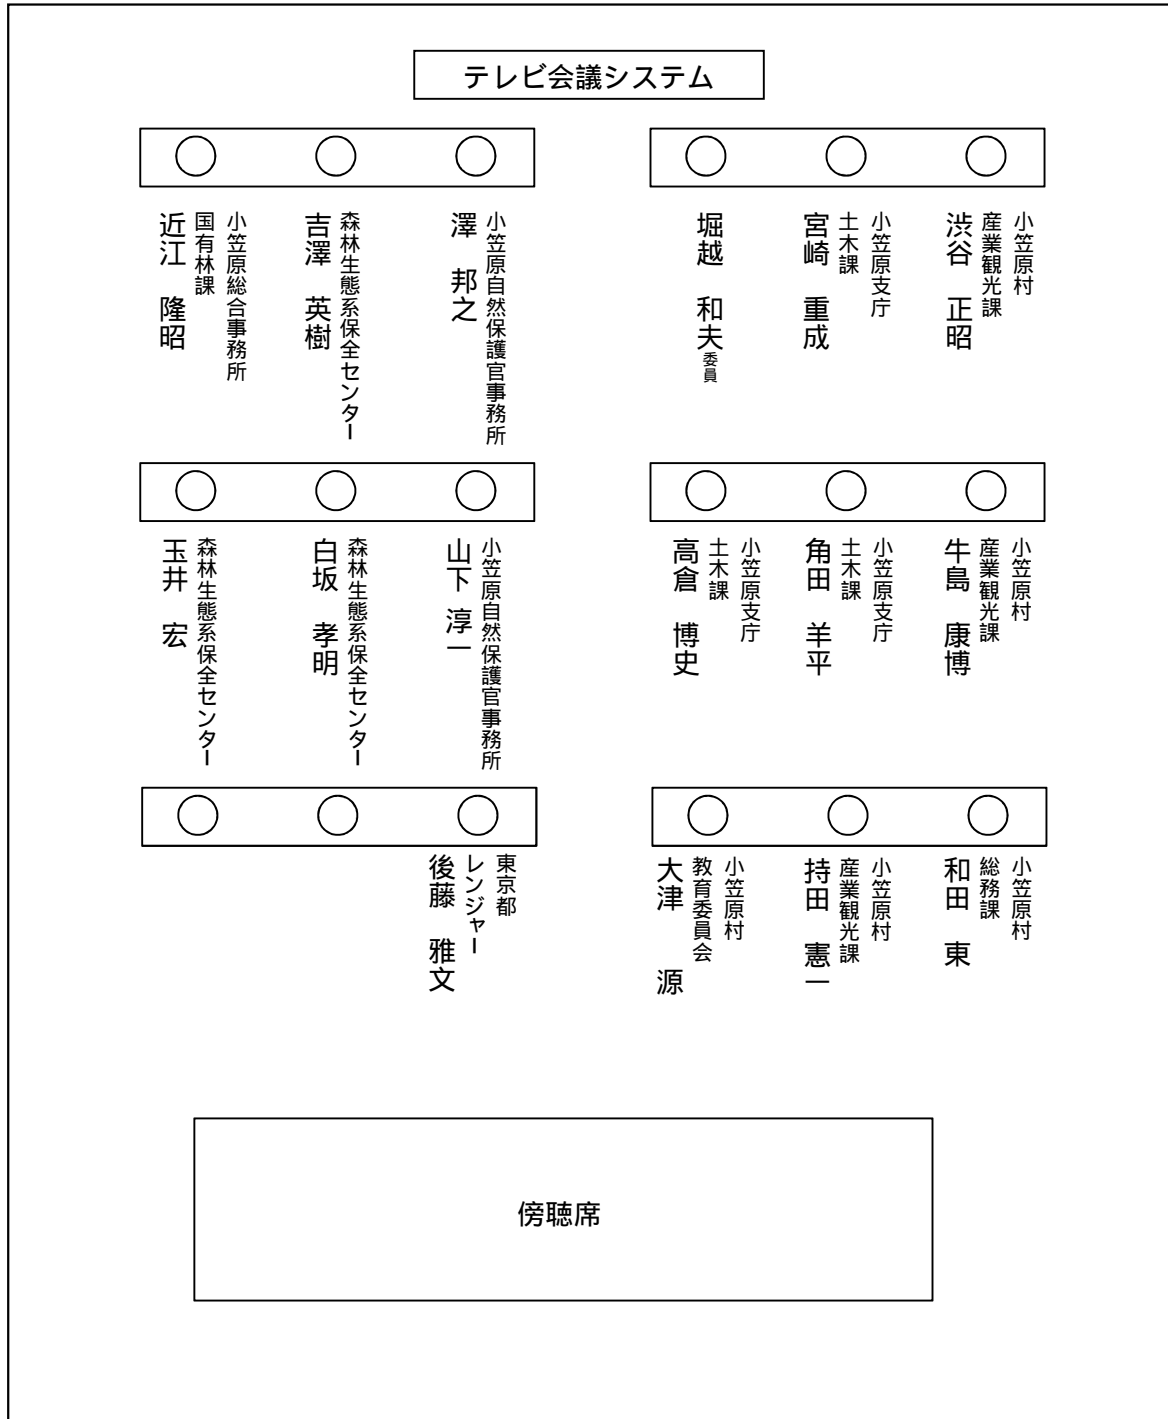 テレビ会議システム
小笠原総合事務所
国有林課
近江 隆昭
森林生態系保全センター
吉澤 英樹
小笠原自然保護官事務所
澤 邦之
堀越 和夫委員
小笠原支庁
土木課
宮崎 重成
小笠原村
産業観光課
渋谷 正昭
森林生態系保全センター
玉井 宏
森林生態系保全センター
白坂 孝明
小笠原自然保護官事務所
山下 淳一
小笠原支庁
土木課
高倉 博史
小笠原支庁
土木課
角田 羊平
小笠原村
産業観光課
牛島 康博
東京都
レンジャー
後藤 雅文
小笠原村
教育委員会
大津 源
小笠原村
産業観光課
持田 憲一
小笠原村
総務課
和田 東
傍聴席